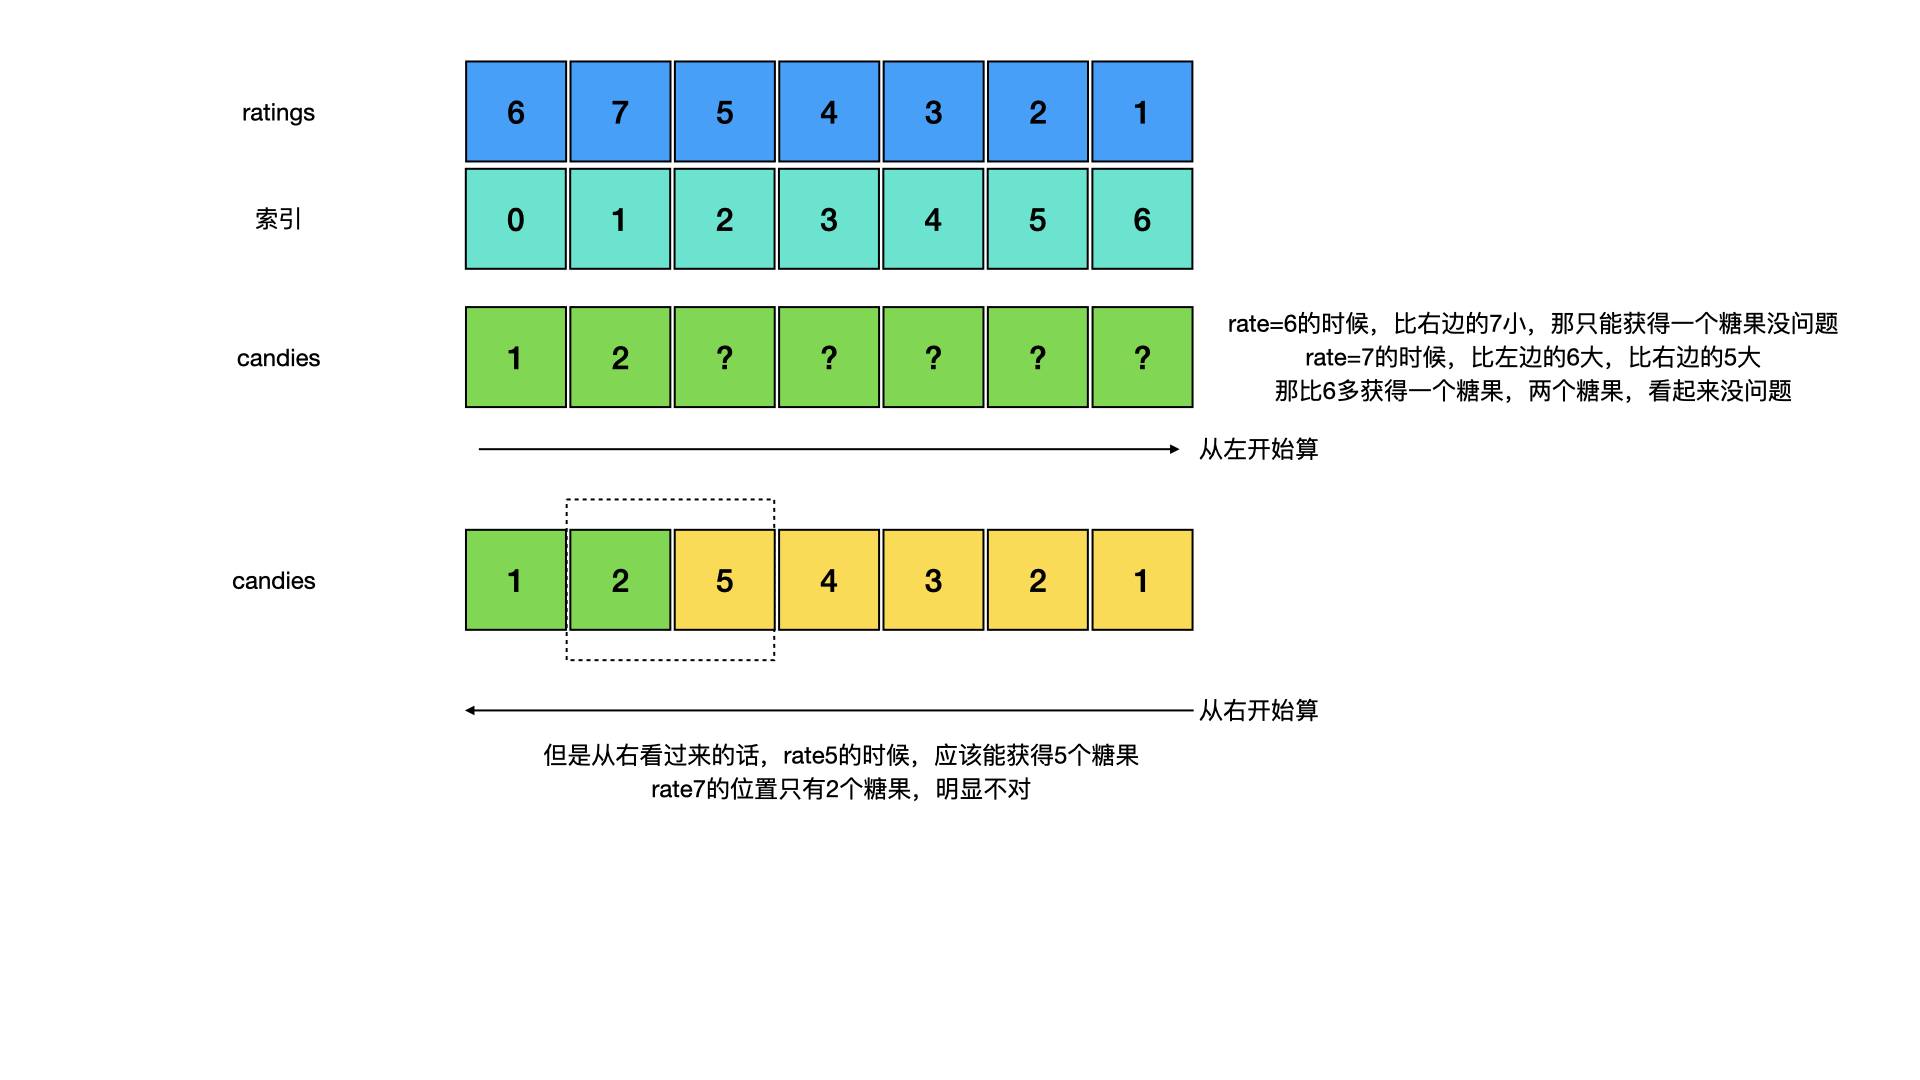 ratings 6 7 5 4 3 2 1
索引 0 1 2 3 4 5 6
candies 1 2 ? ? ? ? ?
rate=6的时候，比右边的7小，那只能获得一个糖果没问题
rate=7的时候，比左边的6大，比右边的5大
那比6多获得一个糖果，两个糖果，看起来没问题
从左开始算
candies 1 2 5 4 3 2 1
从右开始算
但是从右看过来的话，rate5的时候，应该能获得5个糖果
rate7的位置只有2个糖果，明显不对